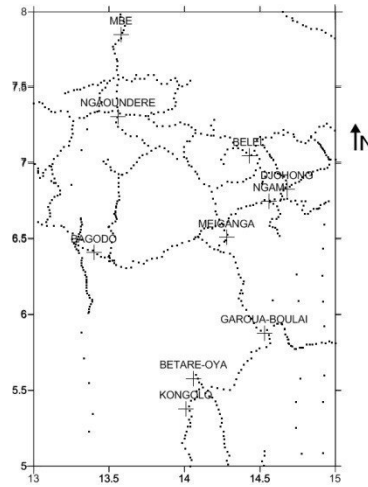 8
MBE
7.5
NGAOUNDERE
N
BELEL
7
DJOHONG
NGAM
MEIGANGA
6.5
BAGODO
6
GAROUA-BOULAI
BETARE-OYA
5.5
KONGOLO
5
13
13.5
14
14.5
15